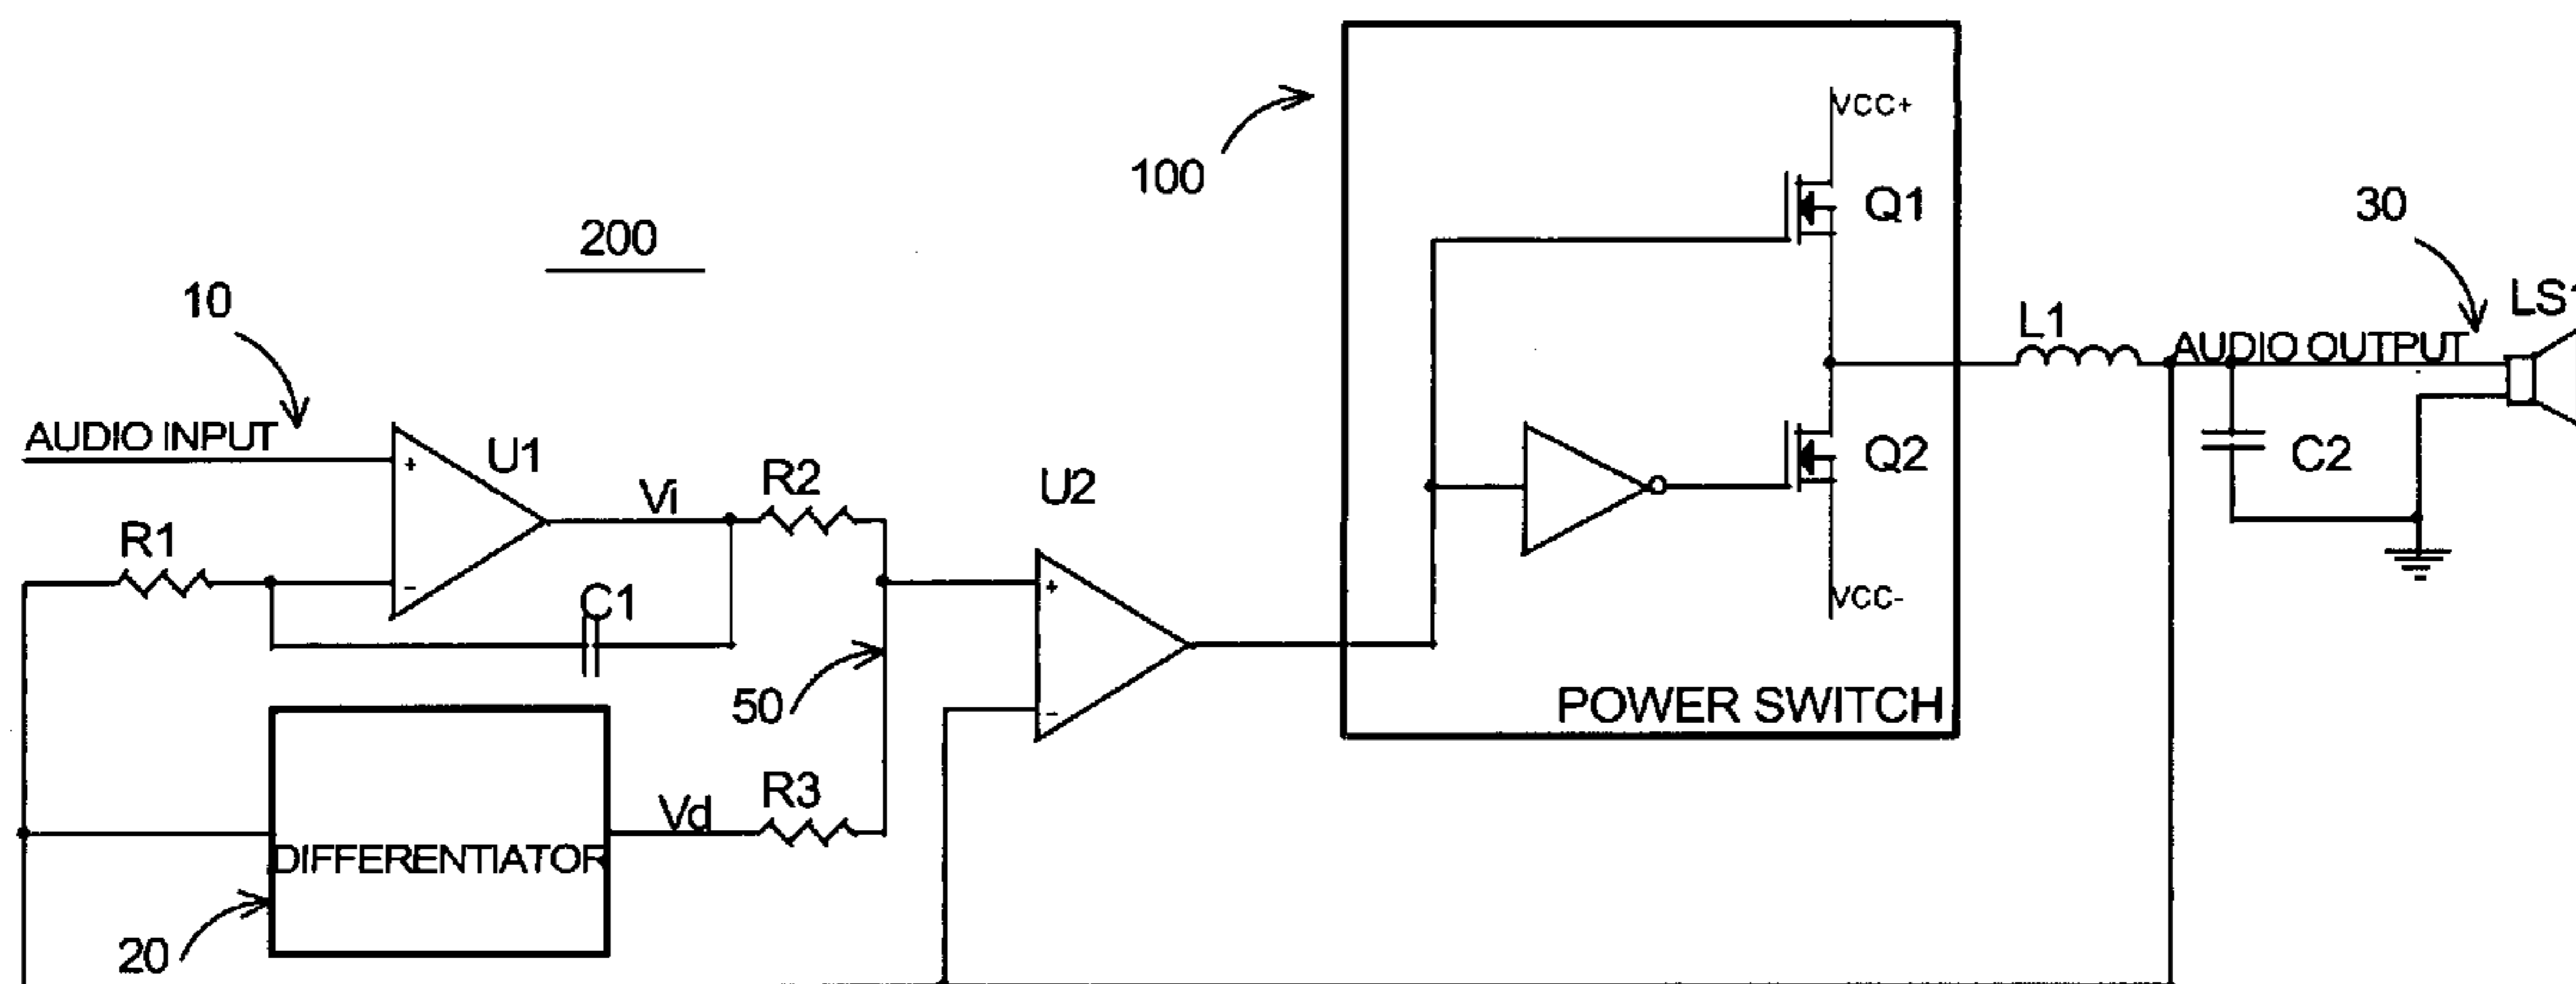 VCC+
100
Q1
30
200
10
L1
AUDIO OUTPUT
LS1
AUDIO INPUT
+
U1
Vi
R2
U2
Q2
C2
R1
-
C1
+
VCC-
50
-
POWER SWITCH
R3
Vd
DIFFERENTIATOR
20